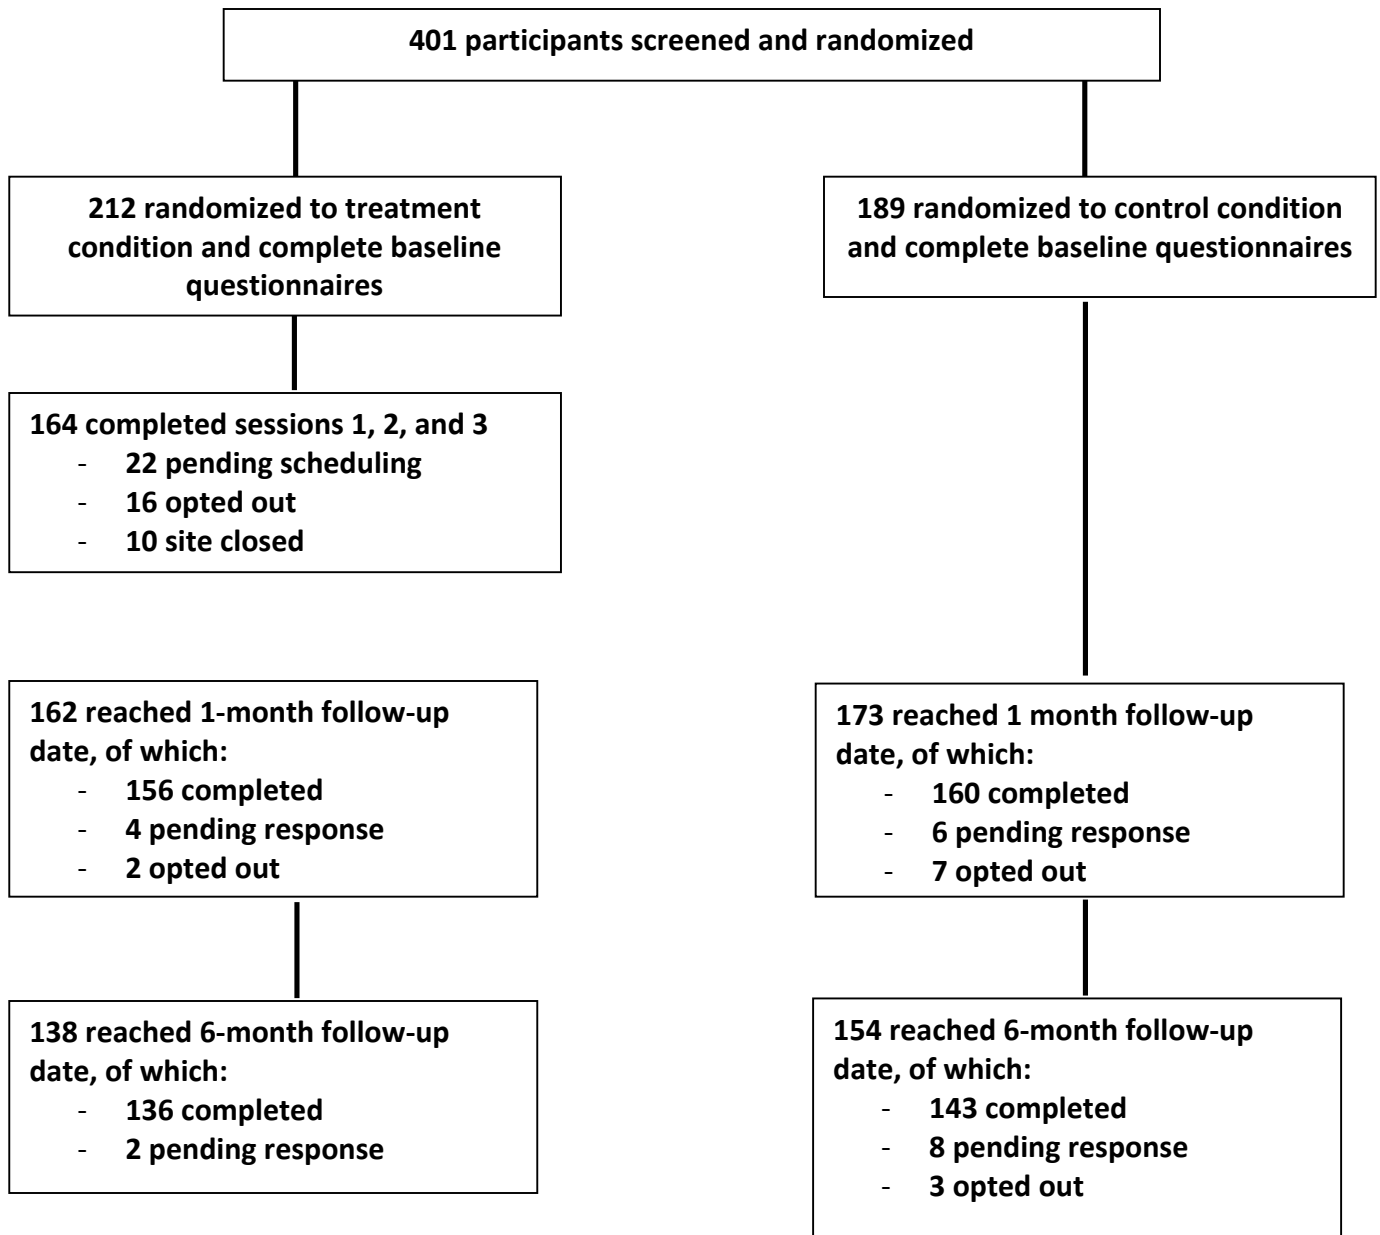 401 participants screened and randomized
212 randomized to treatment
condition and complete baseline
questionnaires
189 randomized to control condition
and complete baseline questionnaires
164 completed sessions 1, 2, and 3
- 22 pending scheduling
- 16 opted out
- 10 site closed
162 reached 1-month follow-up
date, of which:
- 156 completed
- 4 pending response
- 2 opted out
173 reached 1 month follow-up
date, of which:
- 160 completed
- 6 pending response
- 7 opted out
138 reached 6-month follow-up
date, of which:
- 136 completed
- 2 pending response
154 reached 6-month follow-up
date, of which:
- 143 completed
- 8 pending response
- 3 opted out